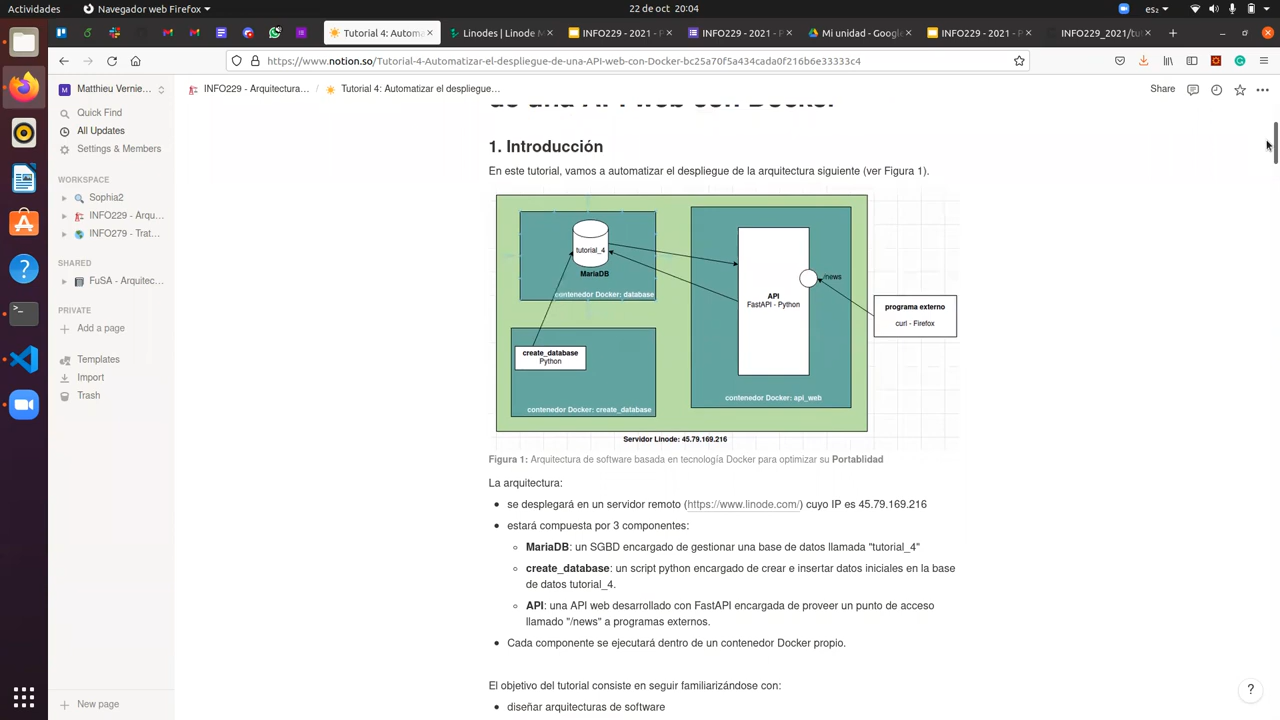 Actividades
Navegador web Firefox
22 de oct 20:04
es2
Tutorial 4: Autom
Linodes | Linode M
INFO229 - 2021 - P
INFO229 - 2021 - P
Mi unidad - Google
INFO229 - 2021 - P
INFO229_2021/tut
https://www.notion.so/Tutorial-4-Automatizar-el-despliegue-de-una-API-web-con-Docker-bc25a70f5a434cada0f216b6e33333c4
M Matthieu Vernie...
INFO229 - Arquitectura... / Tutorial 4: Automatizar el despliegue...
Share
Quick Find
All Updates
Settings & Members
WORKSPACE
Sophia2
INFO229 - Arqu...
INFO279 - Trat...
SHARED
FuSA - Arquitec...
PRIVATE
Add a page
Templates
Import
Trash
New page
de una API web con Docker
1. Introducción
En este tutorial, vamos a automatizar el despliegue de la arquitectura siguiente (ver Figura 1).
tutorial_4
MariaDB
contenedor Docker: database
create_database
Python
contenedor Docker: create_database
API
FastAPI - Python
/news
contenedor Docker: api_web
programa externo
curl - Firefox
Servidor Linode: 45.79.169.216
Figura 1: Arquitectura de software basada en tecnología Docker para optimizar su Portablidad
La arquitectura:
• se desplegará en un servidor remoto (https://www.linode.com/) cuyo IP es 45.79.169.216
• estará compuesta por 3 componentes:
◦ MariaDB: un SGBD encargado de gestionar una base de datos llamada "tutorial_4"
◦ create_database: un script python encargado de crear e insertar datos iniciales en la base
de datos tutorial_4.
◦ API: una API web desarrollado con FastAPI encargada de proveer un punto de acceso
llamado "/news" a programas externos.
• Cada componente se ejecutará dentro de un contenedor Docker propio.
El objetivo del tutorial consiste en seguir familiarizándose con:
• diseñar arquitecturas de software
?